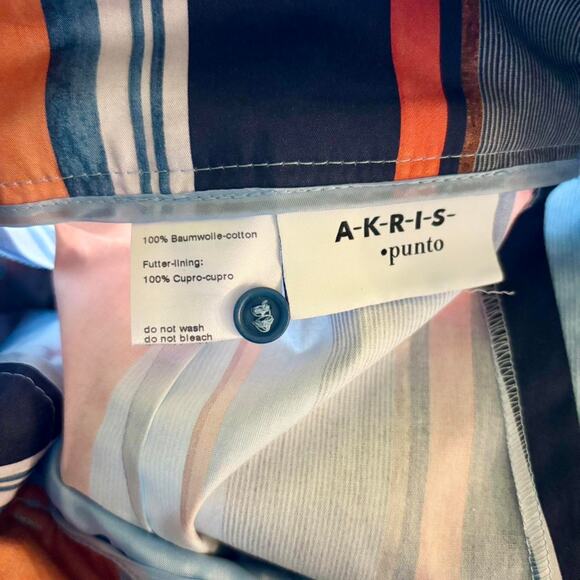 100% Baumwolle-cotton
Futter-lining:
100% Cupro-cupro
do not wash
do not bleach
A-K-R-I-S-
•punto